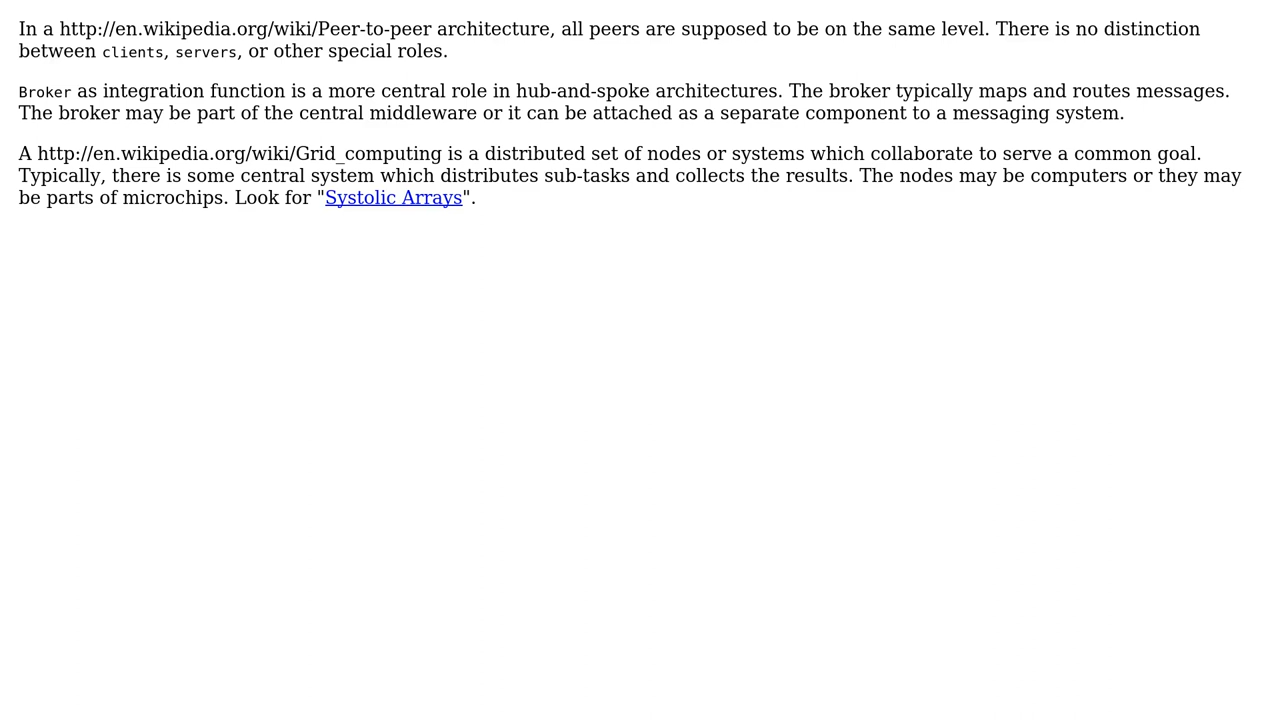 In a http://en.wikipedia.org/wiki/Peer-to-peer architecture, all peers are supposed to be on the same level. There is no distinction
between clients, servers, or other special roles.
Broker as integration function is a more central role in hub-and-spoke architectures. The broker typically maps and routes messages.
The broker may be part of the central middleware or it can be attached as a separate component to a messaging system.
A http://en.wikipedia.org/wiki/Grid_computing is a distributed set of nodes or systems which collaborate to serve a common goal.
Typically, there is some central system which distributes sub-tasks and collects the results. The nodes may be computers or they may
be parts of microchips. Look for "Systolic Arrays".